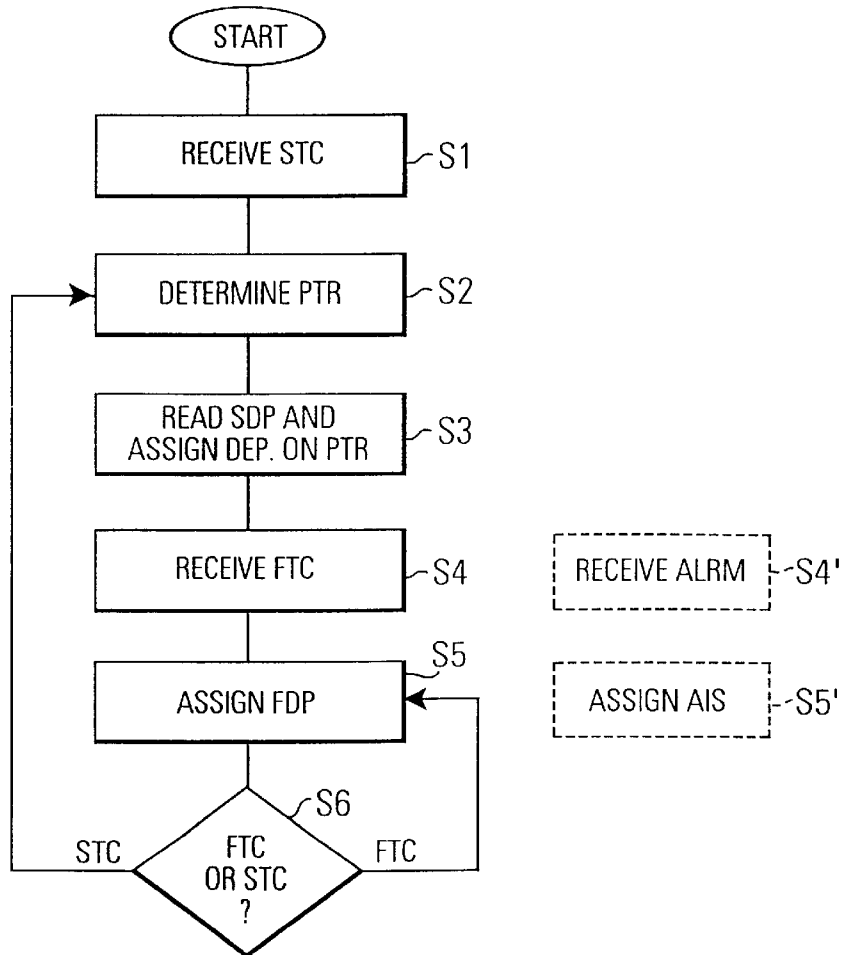 START
RECEIVE STC
S1
DETERMINE PTR
S2
READ SDP AND
ASSIGN DEP. ON PTR
S3
RECEIVE FTC
S4
RECEIVE ALRM
S4'
ASSIGN FDP
S5
ASSIGN AIS
S5'
S6
STC
FTC
OR STC
?
FTC